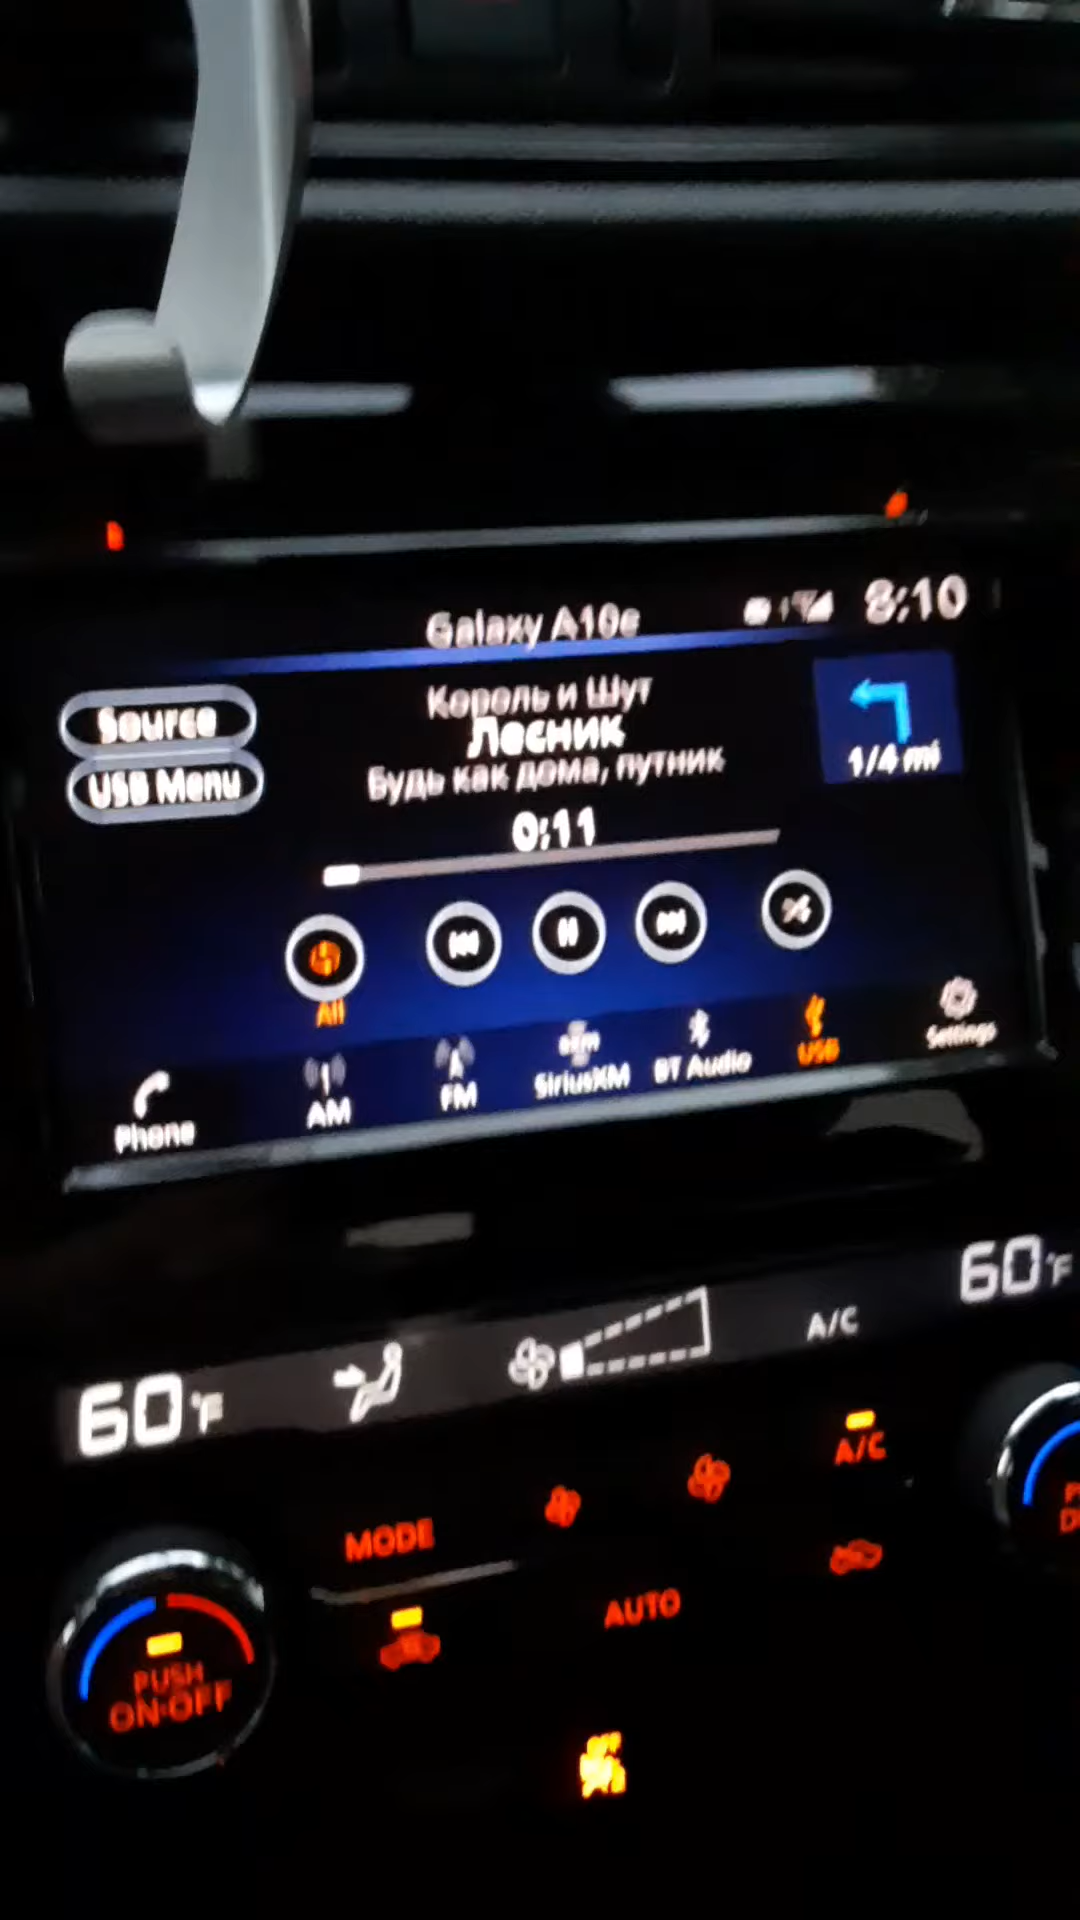 Galaxy A10e
8:10
Source
Король и Шут
Лесник
USB Menu
Будь как дома, путник
1/4 mi
0:11
All
Phone
AM
FM
SiriusXM
BT Audio
USB
Settings
60°F
A/C
60°F
A/C
MODE
AUTO
PUSH
ON·OFF
OFF